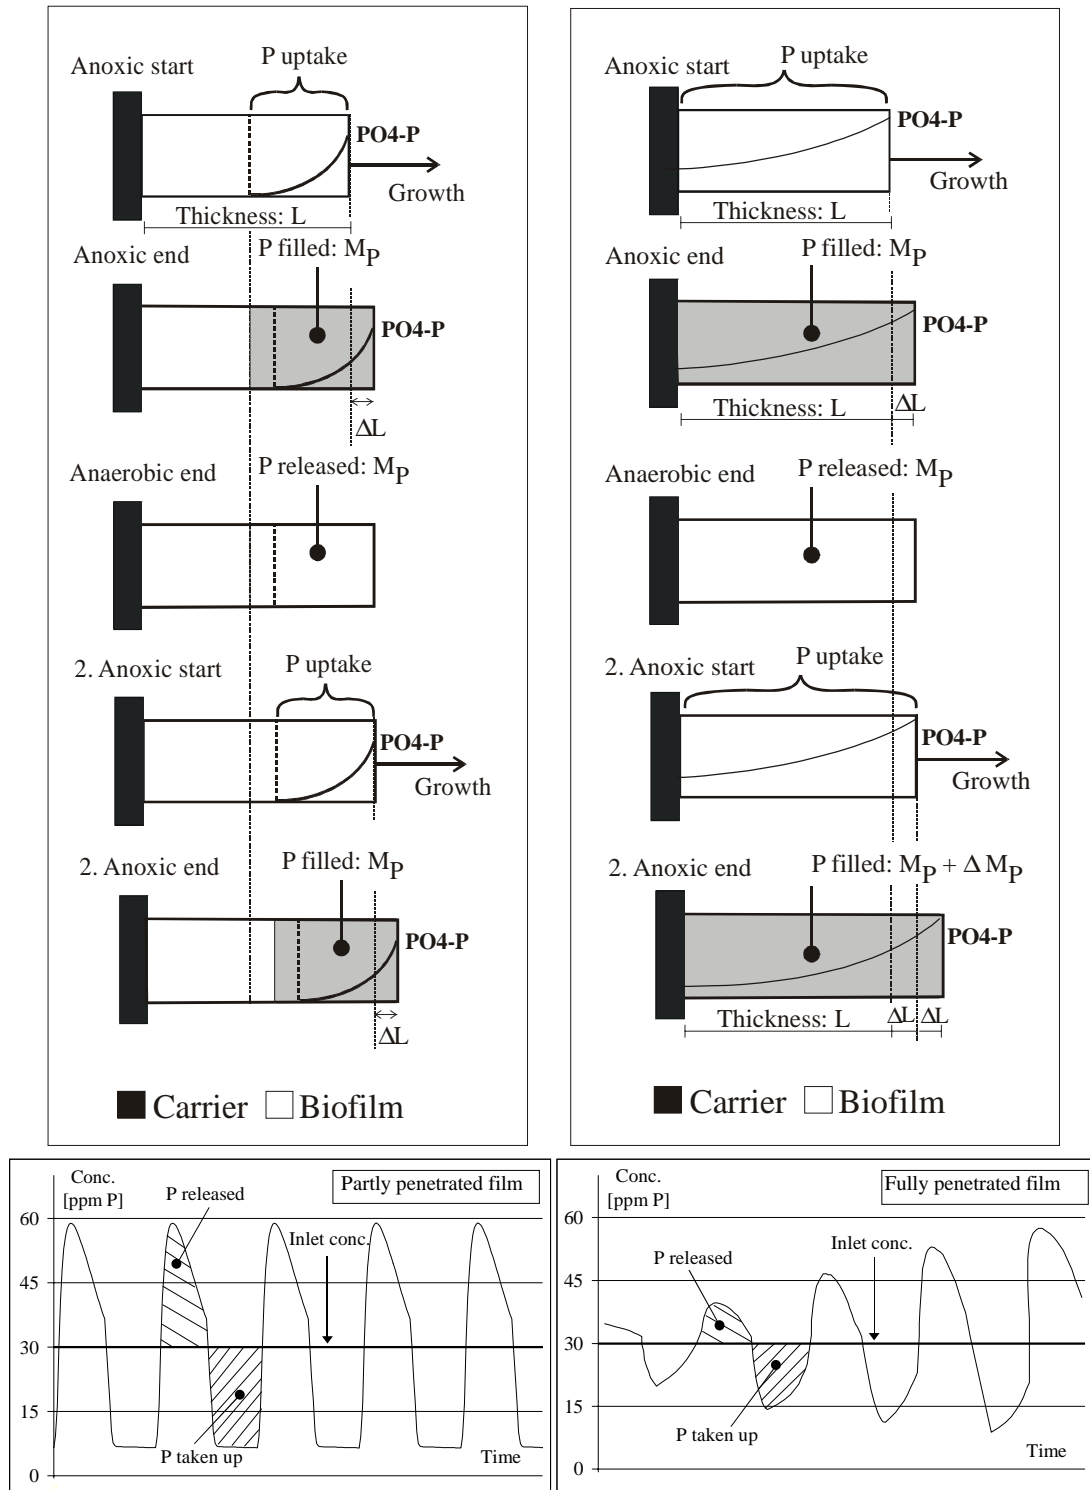 Anoxic start
P uptake
PO4-P
Growth
Thickness: L
Anoxic end
P filled: MP
PO4-P
ΔL
Anaerobic end
P released: MP
2. Anoxic start
P uptake
PO4-P
Growth
2. Anoxic end
P filled: MP
PO4-P
ΔL
Carrier
Biofilm
Anoxic start
P uptake
PO4-P
Growth
Thickness: L
Anoxic end
P filled: MP
PO4-P
Thickness: L
ΔL
Anaerobic end
P released: MP
2. Anoxic start
P uptake
PO4-P
Growth
2. Anoxic end
P filled: MP + Δ MP
PO4-P
Thickness: L
ΔL
ΔL
Carrier
Biofilm
Conc.
[ppm P]
P released
Partly penetrated film
Inlet conc.
60
45
30
15
0
P taken up
Time
Conc.
[ppm P]
Fully penetrated film
P released
Inlet conc.
60
45
30
15
0
P taken up
Time